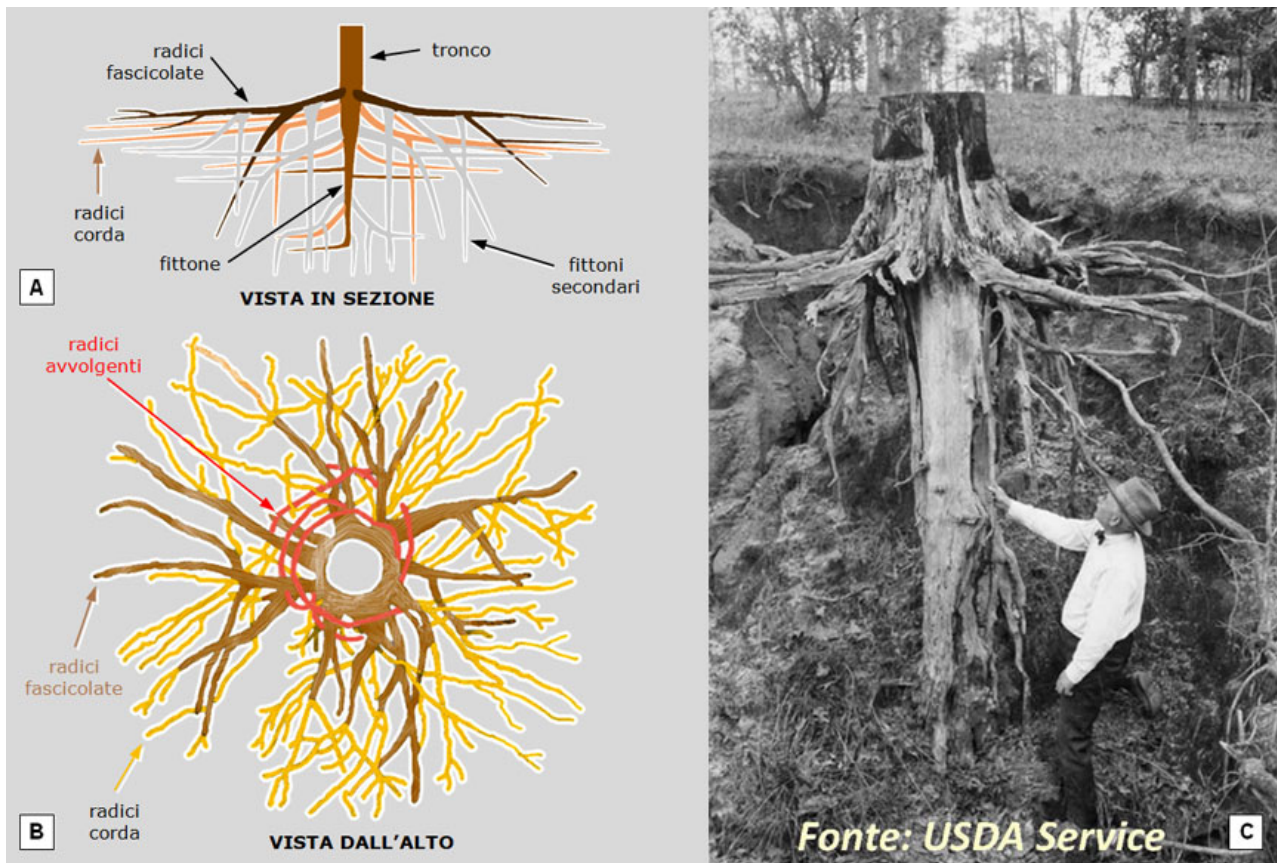 radici
fascicolate
tronco
radici
corda
fittone
fittoni
secondari
A
VISTA IN SEZIONE
radici
avvolgenti
radici
fascicolate
radici
corda
B
VISTA DALL'ALTO
Fonte: USDA Service
C